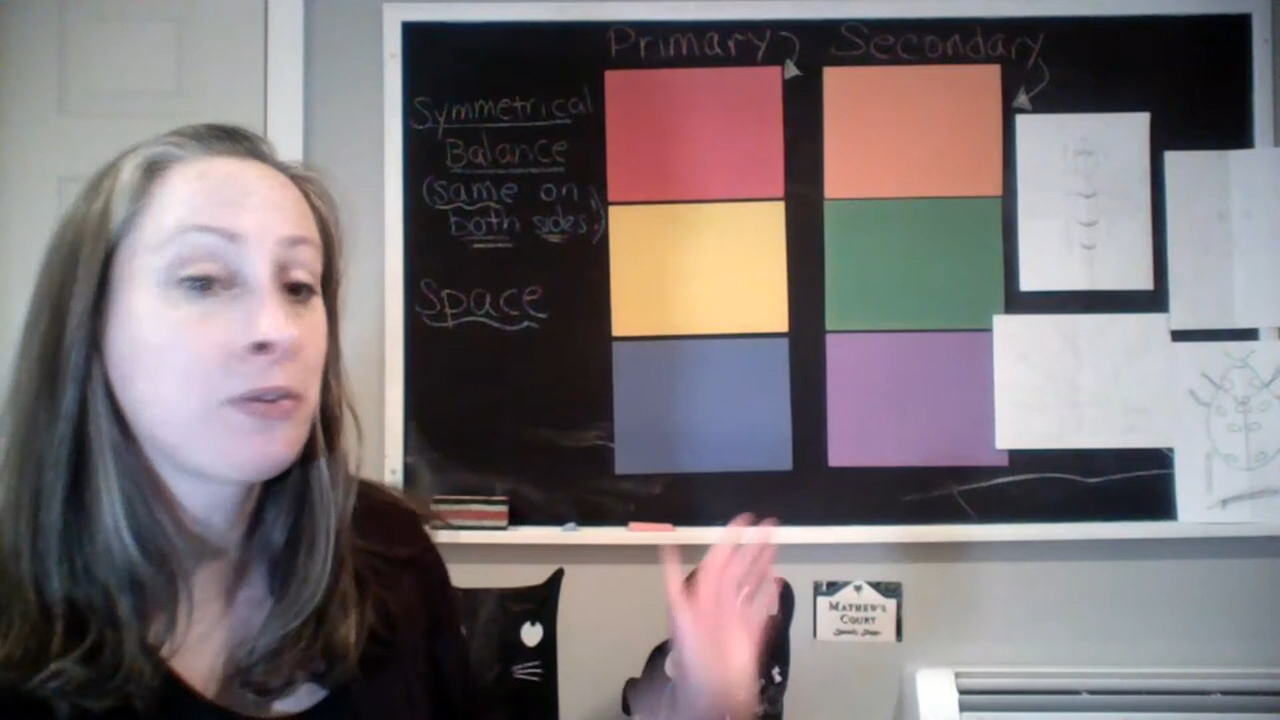 Primary
Secondary
Symmetrical
Balance
(same on
both sides!)
Space
MATHEW'S
COURT